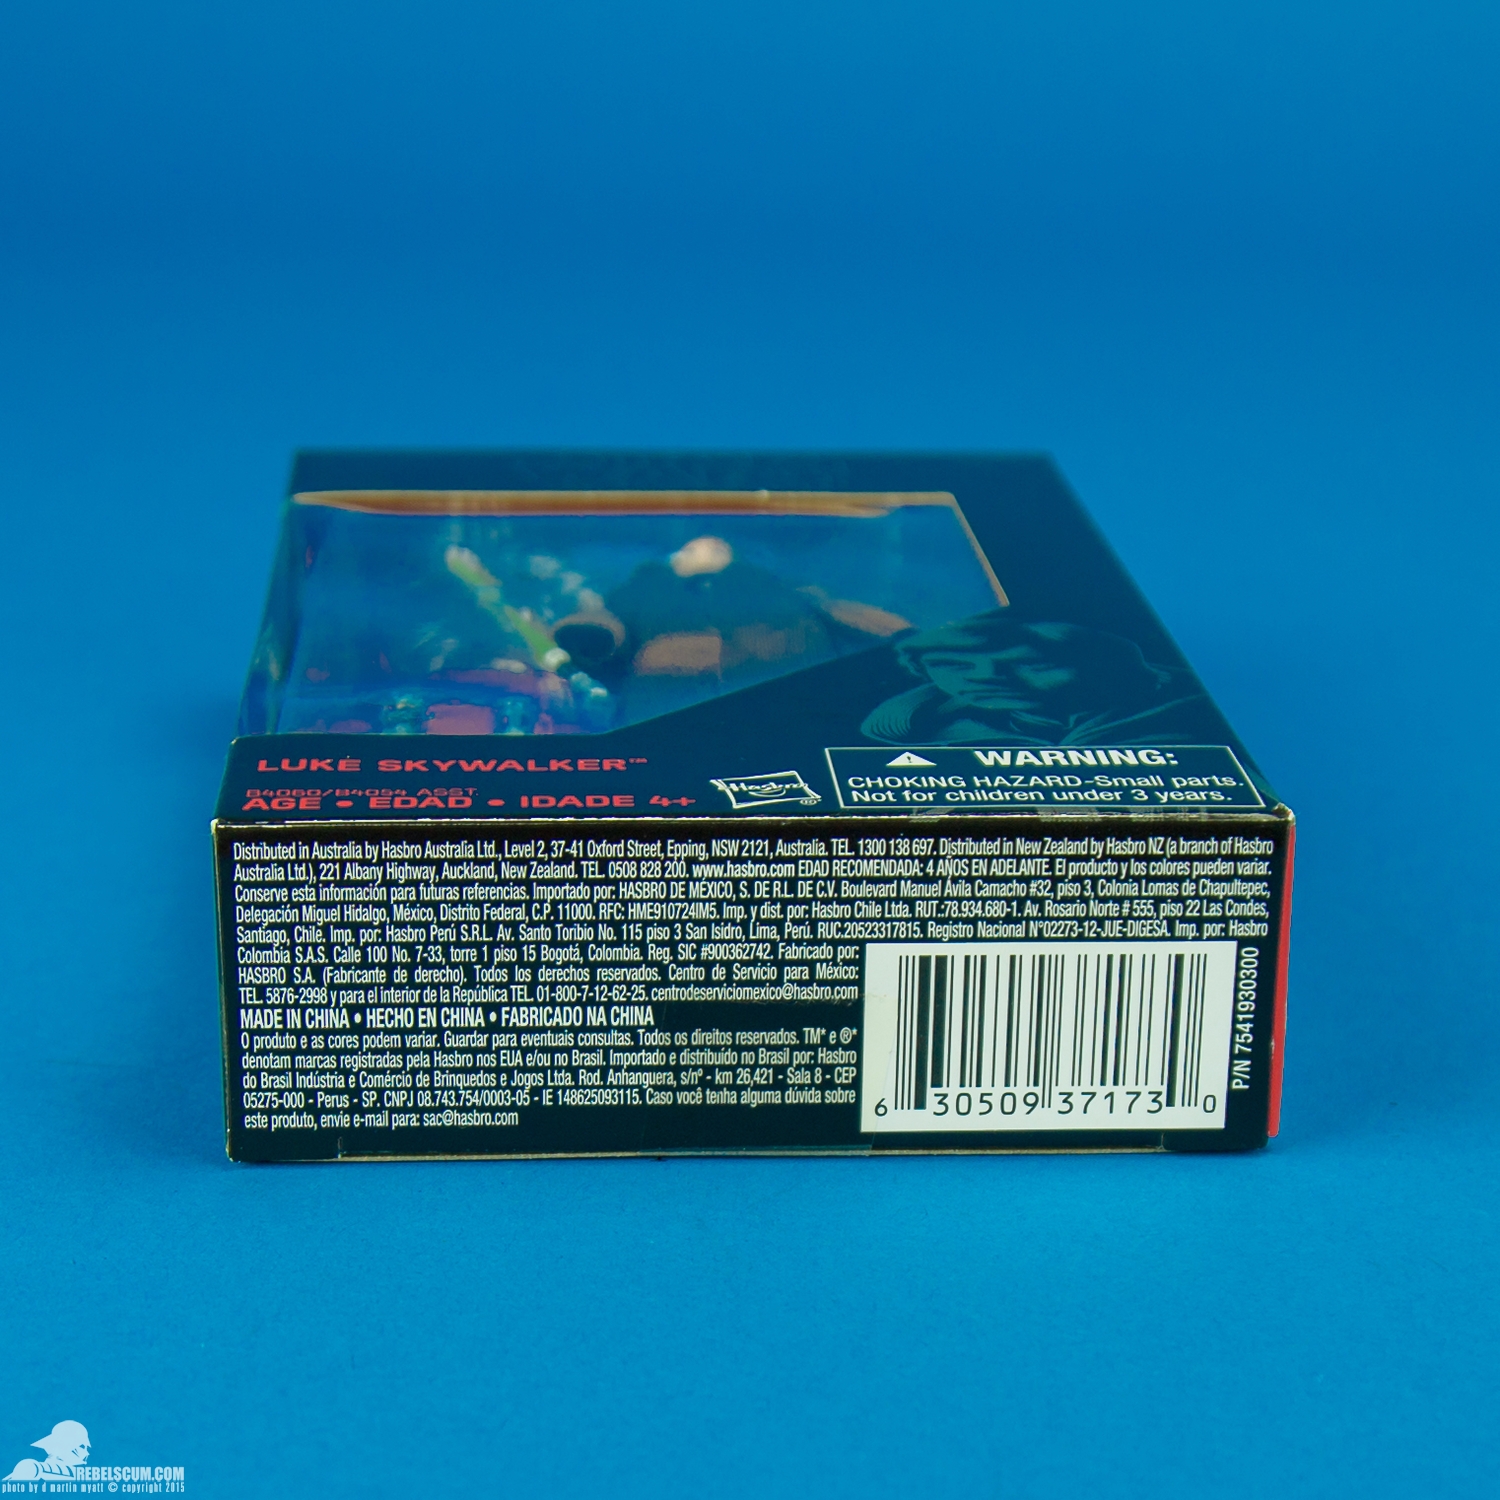 LUKE SKYWALKER™
B4060/B4054 ASST.
AGE • EDAD • IDADE 4+
Hasbro®
WARNING:
CHOKING HAZARD-Small parts.
Not for children under 3 years.
Distributed in Australia by Hasbro Australia Ltd., Level 2, 37-41 Oxford Street, Epping, NSW 2121, Australia. TEL. 1300 138 697. Distributed in New Zealand by Hasbro NZ (a branch of Hasbro
Australia Ltd.), 221 Albany Highway, Auckland, New Zealand. TEL. 0508 828 200. www.hasbro.com EDAD RECOMENDADA: 4 AÑOS EN ADELANTE. El producto y los colores pueden variar.
Conserve esta información para futuras referencias. Importado por: HASBRO DE MÉXICO, S. DE R.L. DE C.V. Boulevard Manuel Ávila Camacho #32, piso 3, Colonia Lomas de Chapultepec,
Delegación Miguel Hidalgo, México, Distrito Federal, C.P. 11000. RFC: HME910724IM5. Imp. y dist. por: Hasbro Chile Ltda. RUT.:78.934.680-1. Av. Rosario Norte # 555, piso 22 Las Condes,
Santiago, Chile. Imp. por: Hasbro Perú S.R.L. Av. Santo Toribio No. 115 piso 3 San Isidro, Lima, Perú. RUC.20523317815. Registro Nacional N°02273-12-JUE-DIGESA. Imp. por: Hasbro
Colombia S.A.S. Calle 100 No. 7-33, torre 1 piso 15 Bogotá, Colombia. Reg. SIC #900362742. Fabricado por:
HASBRO S.A. (Fabricante de derecho). Todos los derechos reservados. Centro de Servicio para México:
TEL. 5876-2998 y para el interior de la República TEL. 01-800-7-12-62-25. centrodeserviciomexico@hasbro.com
MADE IN CHINA • HECHO EN CHINA • FABRICADO NA CHINA
O produto e as cores podem variar. Guardar para eventuais consultas. Todos os direitos reservados. TM* e ®*
denotam marcas registradas pela Hasbro nos EUA e/ou no Brasil. Importado e distribuído no Brasil por: Hasbro
do Brasil Indústria e Comércio de Brinquedos e Jogos Ltda. Rod. Anhanguera, s/nº - km 26,421 - Sala 8 - CEP
05275-000 - Perus - SP. CNPJ 08.743.754/0003-05 - IE 148625093115. Caso você tenha alguma dúvida sobre
este produto, envie e-mail para: sac@hasbro.com
6 30509 37173 0
P/N 7541930300
REBELSCUM.COM
photo by d martin myatt © copyright 2015